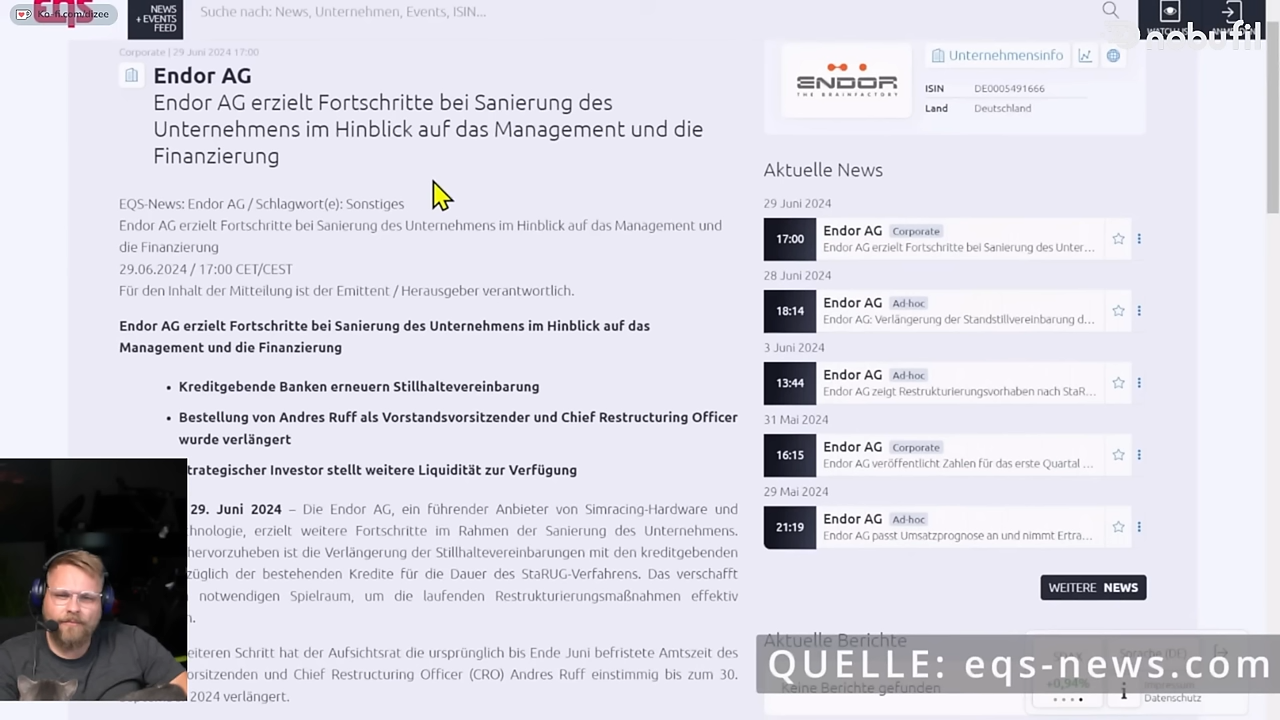 EQS
Ko-fi.com/dizee
NEWS
+ EVENTS
FEED
Suche nach: News, Unternehmen, Events, ISIN...
nebufil
Corporate | 29 Juni 2024 17:00
Endor AG
Endor AG erzielt Fortschritte bei Sanierung des
Unternehmens im Hinblick auf das Management und die
Finanzierung
EQS-News: Endor AG / Schlagwort(e): Sonstiges
Endor AG erzielt Fortschritte bei Sanierung des Unternehmens im Hinblick auf das Management und
die Finanzierung
29.06.2024 / 17:00 CET/CEST
Für den Inhalt der Mitteilung ist der Emittent / Herausgeber verantwortlich.
Endor AG erzielt Fortschritte bei Sanierung des Unternehmens im Hinblick auf das
Management und die Finanzierung
• Kreditgebende Banken erneuern Stillhaltevereinbarung
• Bestellung von Andres Ruff als Vorstandsvorsitzender und Chief Restructuring Officer
wurde verlängert
trategischer Investor stellt weitere Liquidität zur Verfügung
29. Juni 2024 – Die Endor AG, ein führender Anbieter von Simracing-Hardware und
hnologie, erzielt weitere Fortschritte im Rahmen der Sanierung des Unternehmens.
hervorzuheben ist die Verlängerung der Stillhaltevereinbarungen mit den kreditgebenden
züglich der bestehenden Kredite für die Dauer des StaRUG-Verfahrens. Das verschafft
notwendigen Spielraum, um die laufenden Restrukturierungsmaßnahmen effektiv
n.
eiteren Schritt hat der Aufsichtsrat die ursprünglich bis Ende Juni befristete Amtszeit des
orsitzenden und Chief Restructuring Officer (CRO) Andres Ruff einstimmig bis zum 30.
2024 verlängert.
ENDOR
THE BRAINFACTORY
Unternehmensinfo
ISIN DE0005491666
Land Deutschland
Aktuelle News
29 Juni 2024
17:00 Endor AG Corporate
Endor AG erzielt Fortschritte bei Sanierung des Unter...
28 Juni 2024
18:14 Endor AG Ad-hoc
Endor AG: Verlängerung der Standstillvereinbarung d...
3 Juni 2024
13:44 Endor AG Ad-hoc
Endor AG zeigt Restrukturierungsvorhaben nach StaR...
31 Mai 2024
16:15 Endor AG Corporate
Endor AG veröffentlicht Zahlen für das erste Quartal ...
29 Mai 2024
21:19 Endor AG Ad-hoc
Endor AG passt Umsatzprognose an und nimmt Ertra...
WEITERE NEWS
Aktuelle Berichte
QUELLE: eqs-news.com
Keine Berichte gefunden
+0,94%
Sprache (DE)
Impressum
Datenschutz